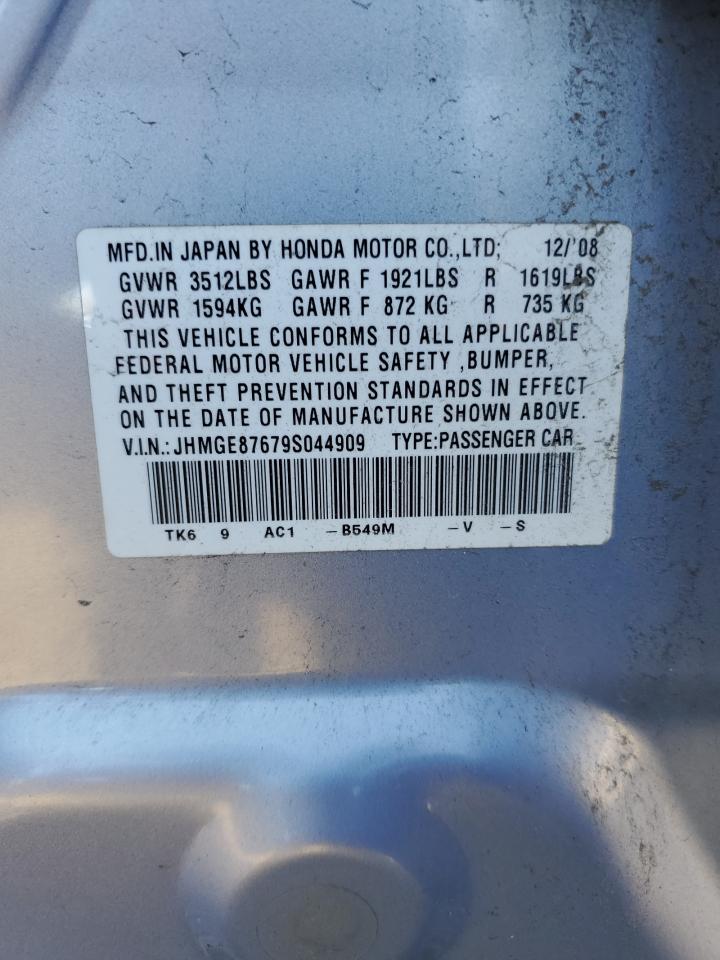 MFD.IN JAPAN BY HONDA MOTOR CO.,LTD; 12/'08
GVWR 3512LBS GAWR F 1921LBS R 1619LBS
GVWR 1594KG GAWR F 872 KG R 735 KG
THIS VEHICLE CONFORMS TO ALL APPLICABLE
FEDERAL MOTOR VEHICLE SAFETY ,BUMPER,
AND THEFT PREVENTION STANDARDS IN EFFECT
ON THE DATE OF MANUFACTURE SHOWN ABOVE.
V.I.N.: JHMGE87679S044909 TYPE:PASSENGER CAR
TK6 9 AC1 -B549M -V -S